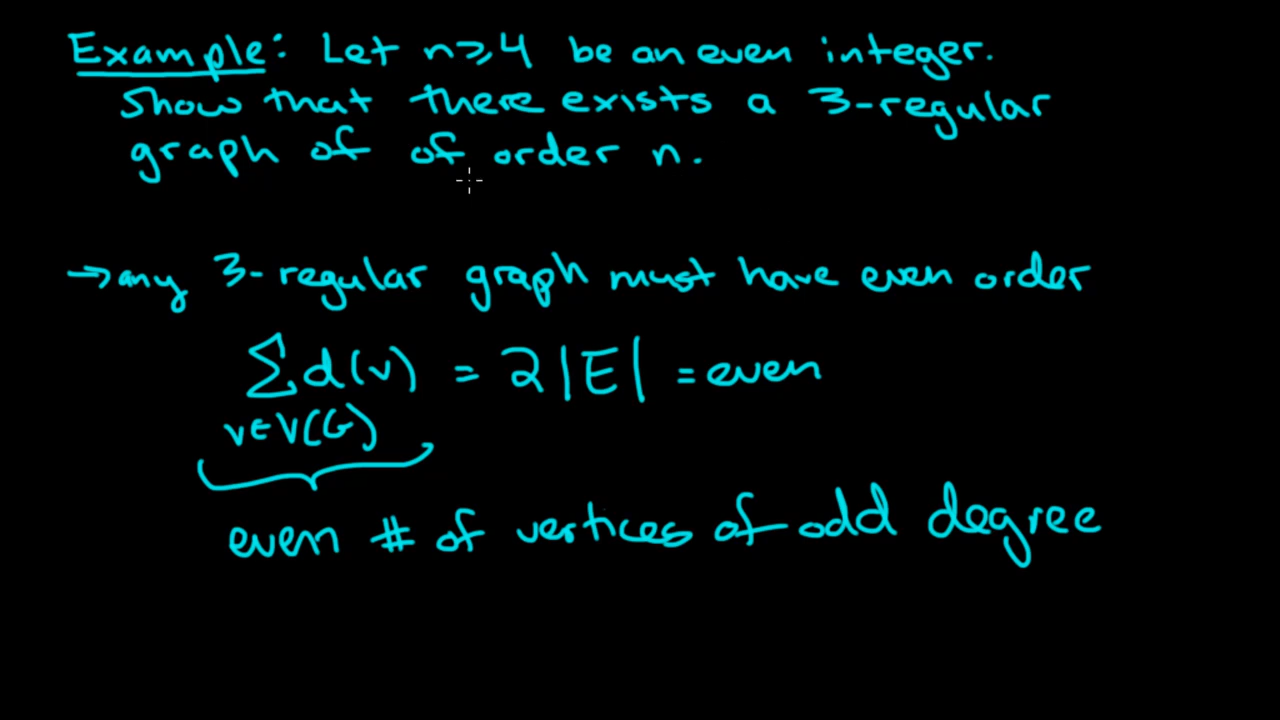 Example: Let n≥4 be an even integer.
Show that there exists a 3-regular
graph of of order n.
→ any 3-regular graph must have even order
∑ d(v) = 2|E| = even
v∈V(G)
even # of vertices of odd degree